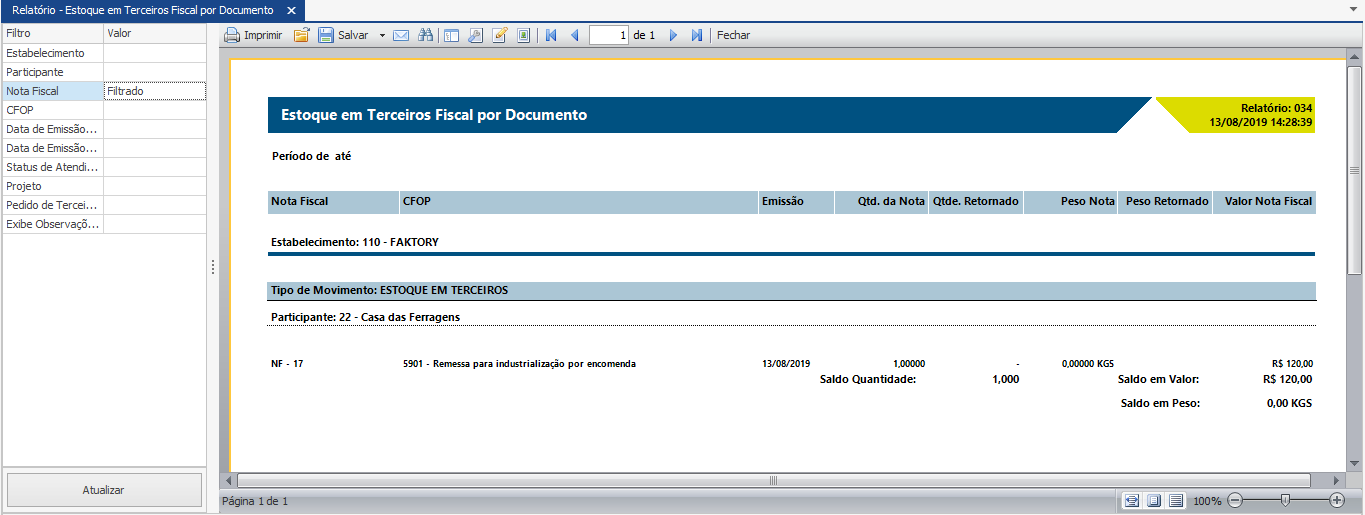 Relatório - Estoque em Terceiros Fiscal por Documento
Filtro Valor
Estabelecimento
Participante
Nota Fiscal Filtrado
CFOP
Data de Emissão...
Data de Emissão...
Status de Atendi...
Projeto
Pedido de Tercei...
Exibe Observaçõ...
Atualizar
Imprimir Salvar 1 de 1 Fechar
Estoque em Terceiros Fiscal por Documento
Relatório: 034
13/08/2019 14:28:39
Período de até
Nota Fiscal CFOP Emissão Qtd. da Nota Qtde. Retornado Peso Nota Peso Retornado Valor Nota Fiscal
Estabelecimento: 110 - FAKTORY
Tipo de Movimento: ESTOQUE EM TERCEIROS
Participante: 22 - Casa das Ferragens
NF - 17 5901 - Remessa para industrialização por encomenda 13/08/2019 1,00000 - 0,00000 KGS R$ 120,00
Saldo Quantidade: 1,000 Saldo em Valor: R$ 120,00
Saldo em Peso: 0,00 KGS
Página 1 de 1 100%